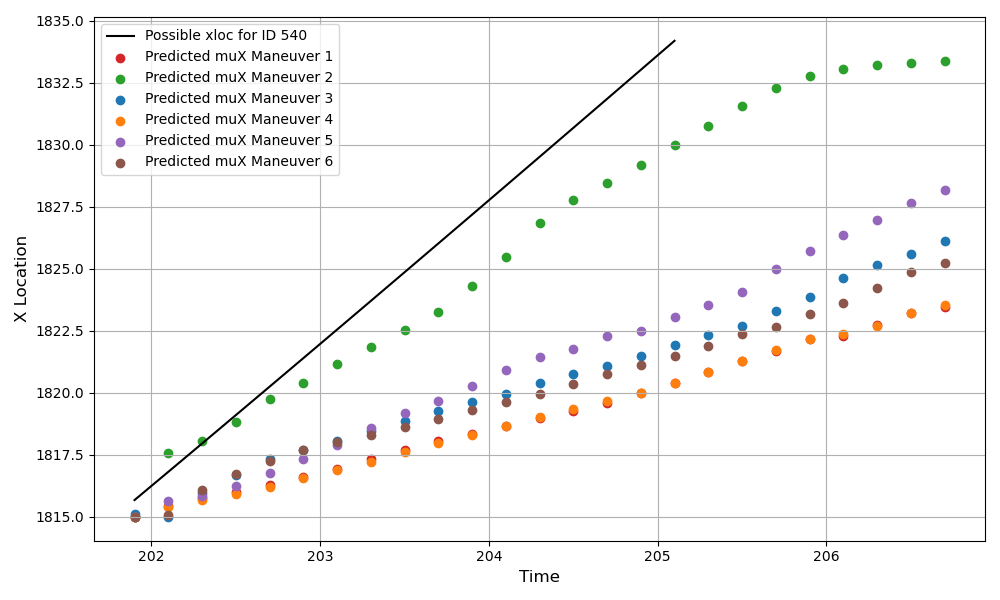 1835.0
1832.5
1830.0
1827.5
1825.0
1822.5
1820.0
1817.5
1815.0
X Location
Possible xloc for ID 540
Predicted muX Maneuver 1
Predicted muX Maneuver 2
Predicted muX Maneuver 3
Predicted muX Maneuver 4
Predicted muX Maneuver 5
Predicted muX Maneuver 6
202 203 204 205 206
Time